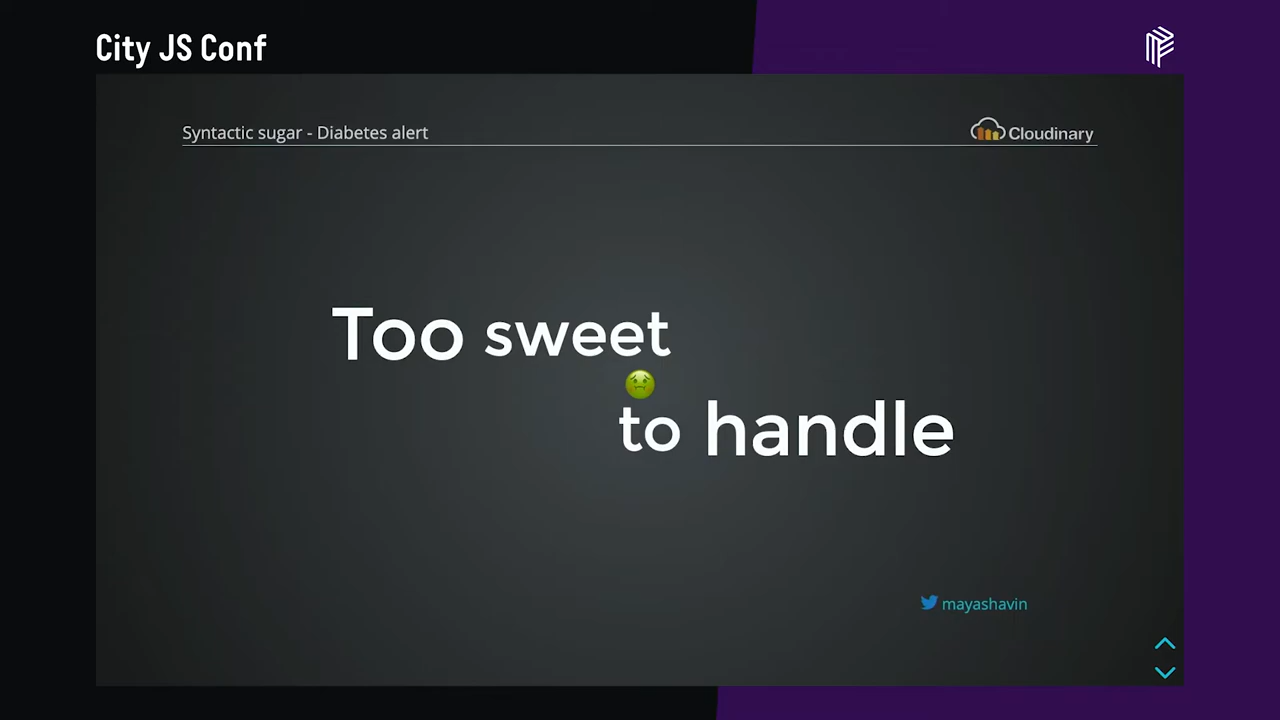 City JS Conf
Syntactic sugar - Diabetes alert
Cloudinary
Too sweet
to handle
mayashavin